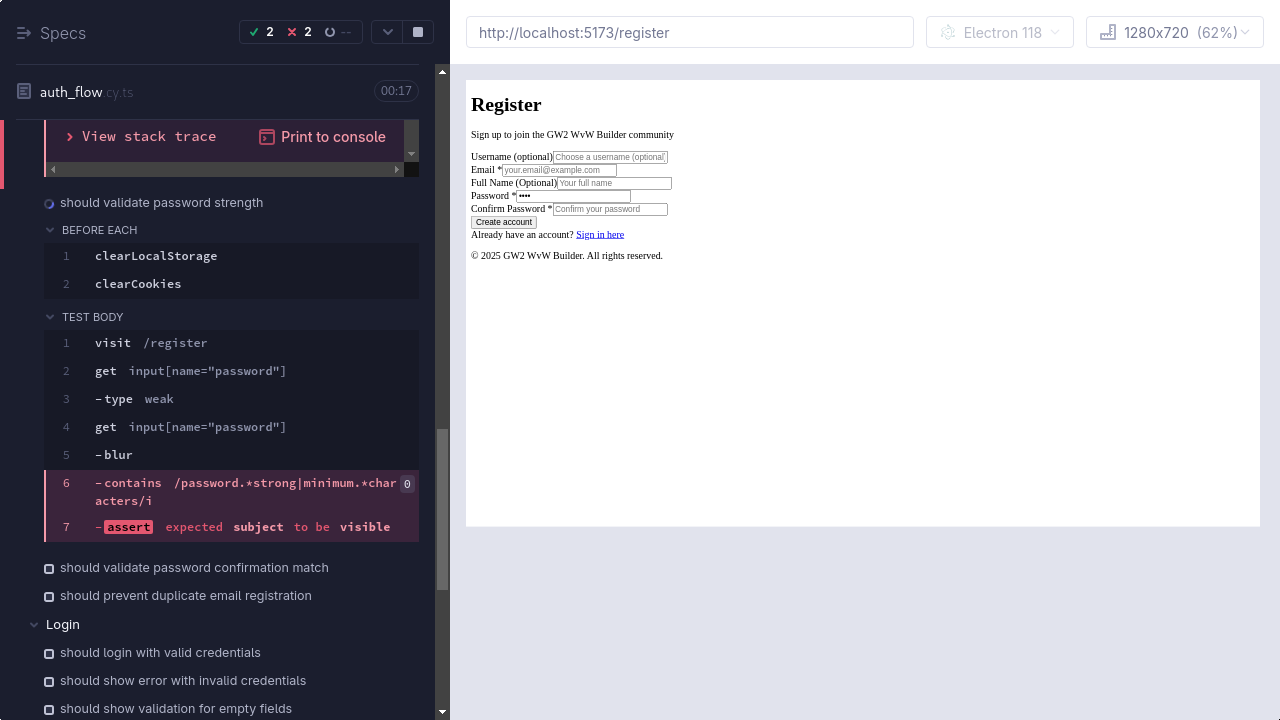 Specs
2
2
--
auth_flow.cy.ts
00:17
View stack trace
Print to console
should validate password strength
BEFORE EACH
1 clearLocalStorage
2 clearCookies
TEST BODY
1 visit /register
2 get input[name="password"]
3 -type weak
4 get input[name="password"]
5 -blur
6 -contains /password.*strong|minimum.*char
acters/i
0
7 -assert expected subject to be visible
should validate password confirmation match
should prevent duplicate email registration
Login
should login with valid credentials
should show error with invalid credentials
should show validation for empty fields
http://localhost:5173/register
Electron 118
1280x720 (62%)
Register
Sign up to join the GW2 WvW Builder community
Username (optional) Choose a username (optional)
Email * your.email@example.com
Full Name (Optional) Your full name
Password * ••••
Confirm Password * Confirm your password
Create account
Already have an account? Sign in here
© 2025 GW2 WvW Builder. All rights reserved.